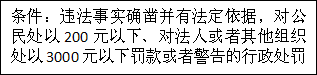 条件：违法事实确凿并有法定依据，对公
民处以 200 元以下、对法人或者其他组织
处以 3000 元以下罚款或者警告的行政处罚